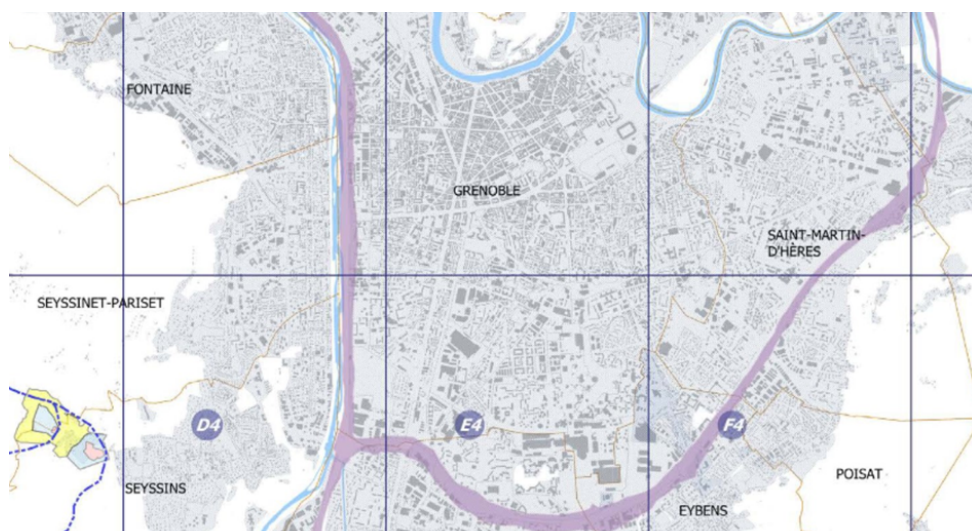 FONTAINE
GRENOBLE
SAINT-MARTIN-
D'HÈRES
SEYSSINET-PARISET
D4
E4
F4
SEYSSINS
POISAT
EYBENS